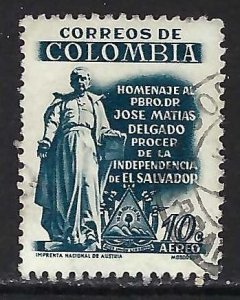 CORREOS DE
COLOMBIA
HOMENAJE AL
PBRO. DR
JOSE MATIAS
DELGADO
PROCER
DE LA
INDEPENDENCIA
DE EL SALVADOR
10c
AÉREO
IMPRENTA NACIONAL DE AUSTRIA